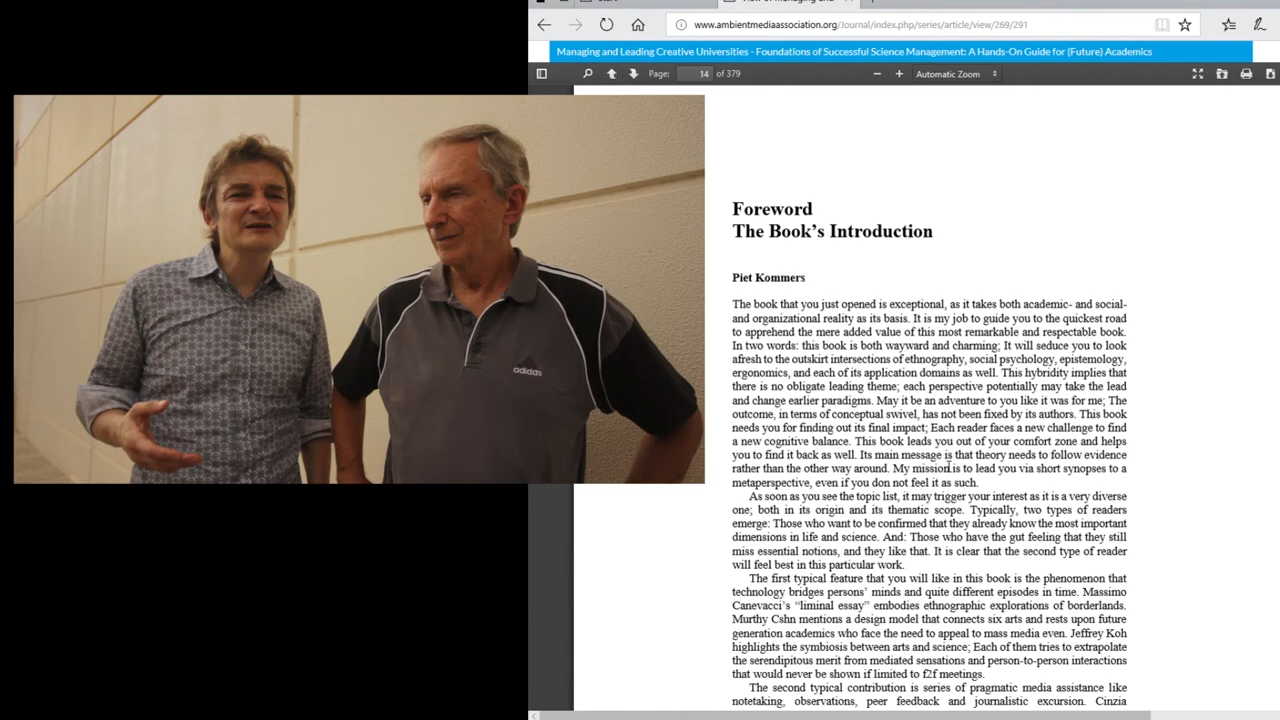 www.ambientmediaassociation.org/Journal/index.php/series/article/view/269/291
Managing and Leading Creative Universities - Foundations of Successful Science Management: A Hands-On Guide for (Future) Academics
Page: 14 of 379
Automatic Zoom
adidas
Foreword
The Book's Introduction
Piet Kommers
The book that you just opened is exceptional, as it takes both academic- and social-
and organizational reality as its basis. It is my job to guide you to the quickest road
to apprehend the mere added value of this most remarkable and respectable book.
In two words: this book is both wayward and charming; It will seduce you to look
afresh to the outskirt intersections of ethnography, social psychology, epistemology,
ergonomics, and each of its application domains as well. This hybridity implies that
there is no obligate leading theme; each perspective potentially may take the lead
and change earlier paradigms. May it be an adventure to you like it was for me; The
outcome, in terms of conceptual swivel, has not been fixed by its authors. This book
needs you for finding out its final impact; Each reader faces a new challenge to find
a new cognitive balance. This book leads you out of your comfort zone and helps
you to find it back as well. Its main message is that theory needs to follow evidence
rather than the other way around. My mission is to lead you via short synopses to a
metaperspective, even if you don not feel it as such.
As soon as you see the topic list, it may trigger your interest as it is a very diverse
one; both in its origin and its thematic scope. Typically, two types of readers
emerge: Those who want to be confirmed that they already know the most important
dimensions in life and science. And: Those who have the gut feeling that they still
miss essential notions, and they like that. It is clear that the second type of reader
will feel best in this particular work.
The first typical feature that you will like in this book is the phenomenon that
technology bridges persons' minds and quite different episodes in time. Massimo
Canevacci's "liminal essay" embodies ethnographic explorations of borderlands.
Murthy Cshn mentions a design model that connects six arts and rests upon future
generation academics who face the need to appeal to mass media even. Jeffrey Koh
highlights the symbiosis between arts and science; Each of them tries to extrapolate
the serendipitous merit from mediated sensations and person-to-person interactions
that would never be shown if limited to f2f meetings.
The second typical contribution is series of pragmatic media assistance like
notetaking, observations, peer feedback and journalistic excursion. Cinzia